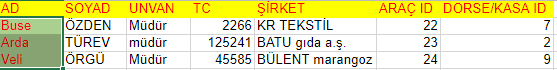 AD SOYAD UNVAN TC ŞİRKET ARAÇ ID DORSE/KASA ID
Buse ÖZDEN Müdür 2266 KR TEKSTİL 22 7
Arda TÜREV müdür 125241 BATU gıda a.ş. 23 2
Veli ÖRGÜ Müdür 45585 BÜLENT marangoz 24 9